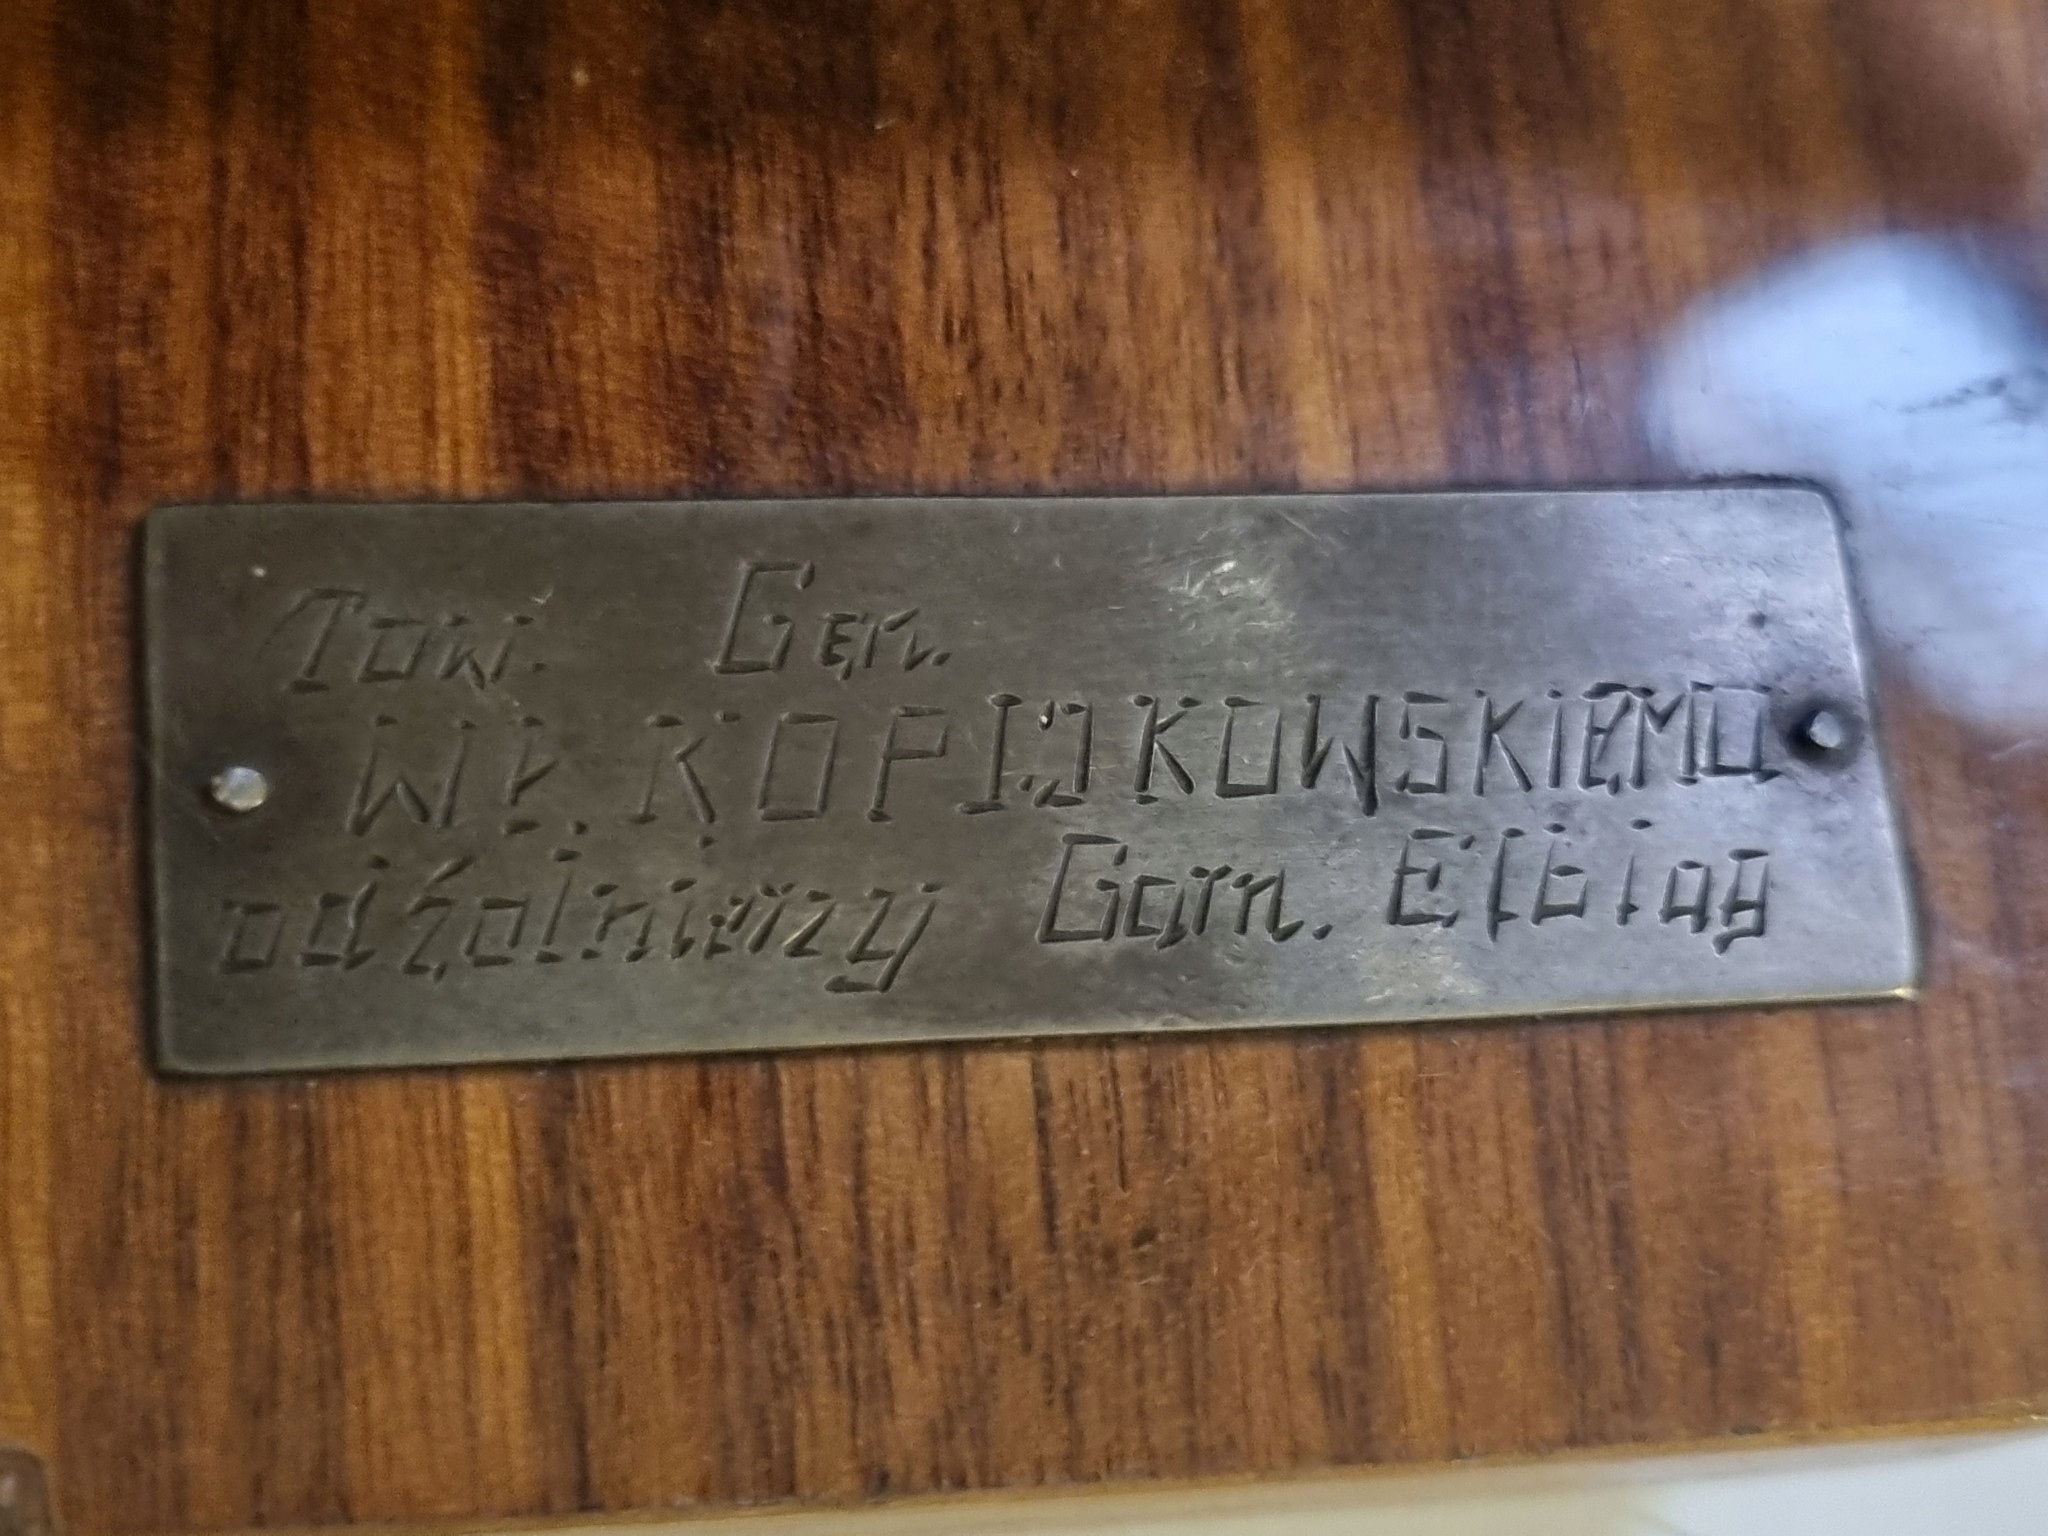 Tow. Gen.
WŁ. KOPIJKOWSKIEMU
od żołnierzy Garn. Elbląg